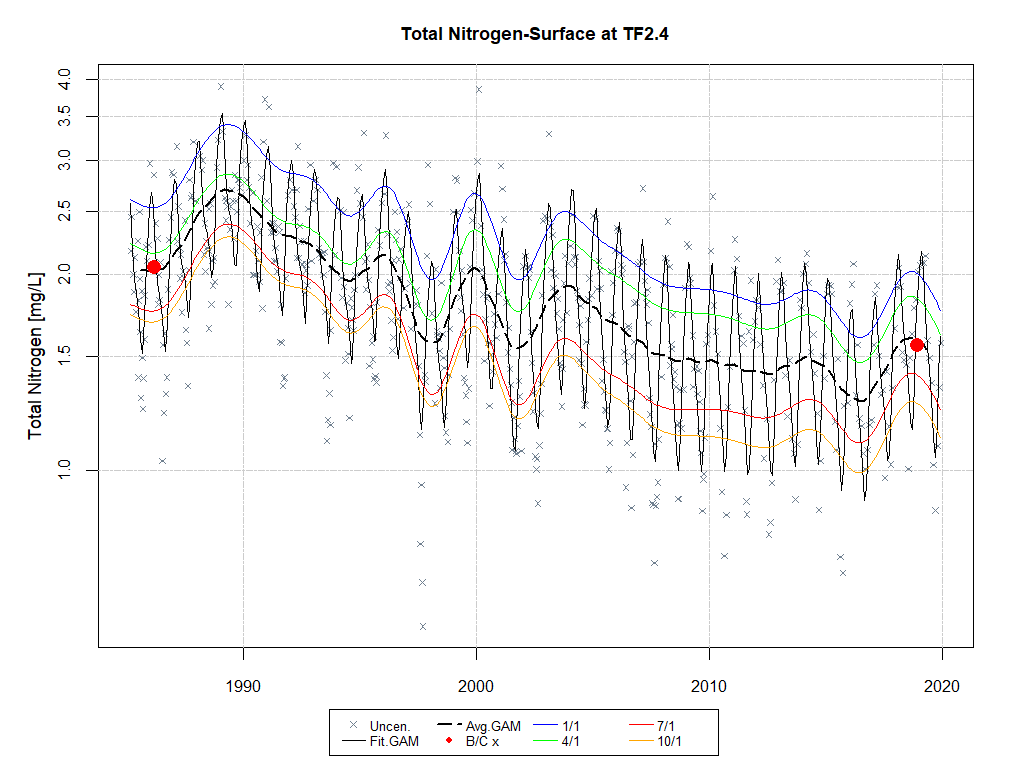 Total Nitrogen-Surface at TF2.4
Total Nitrogen [mg/L]
4.0
3.5
3.0
2.5
2.0
1.5
1.0
1990 2000 2010 2020
Uncen. Avg.GAM 1/1 7/1
Fit.GAM B/C x 4/1 10/1